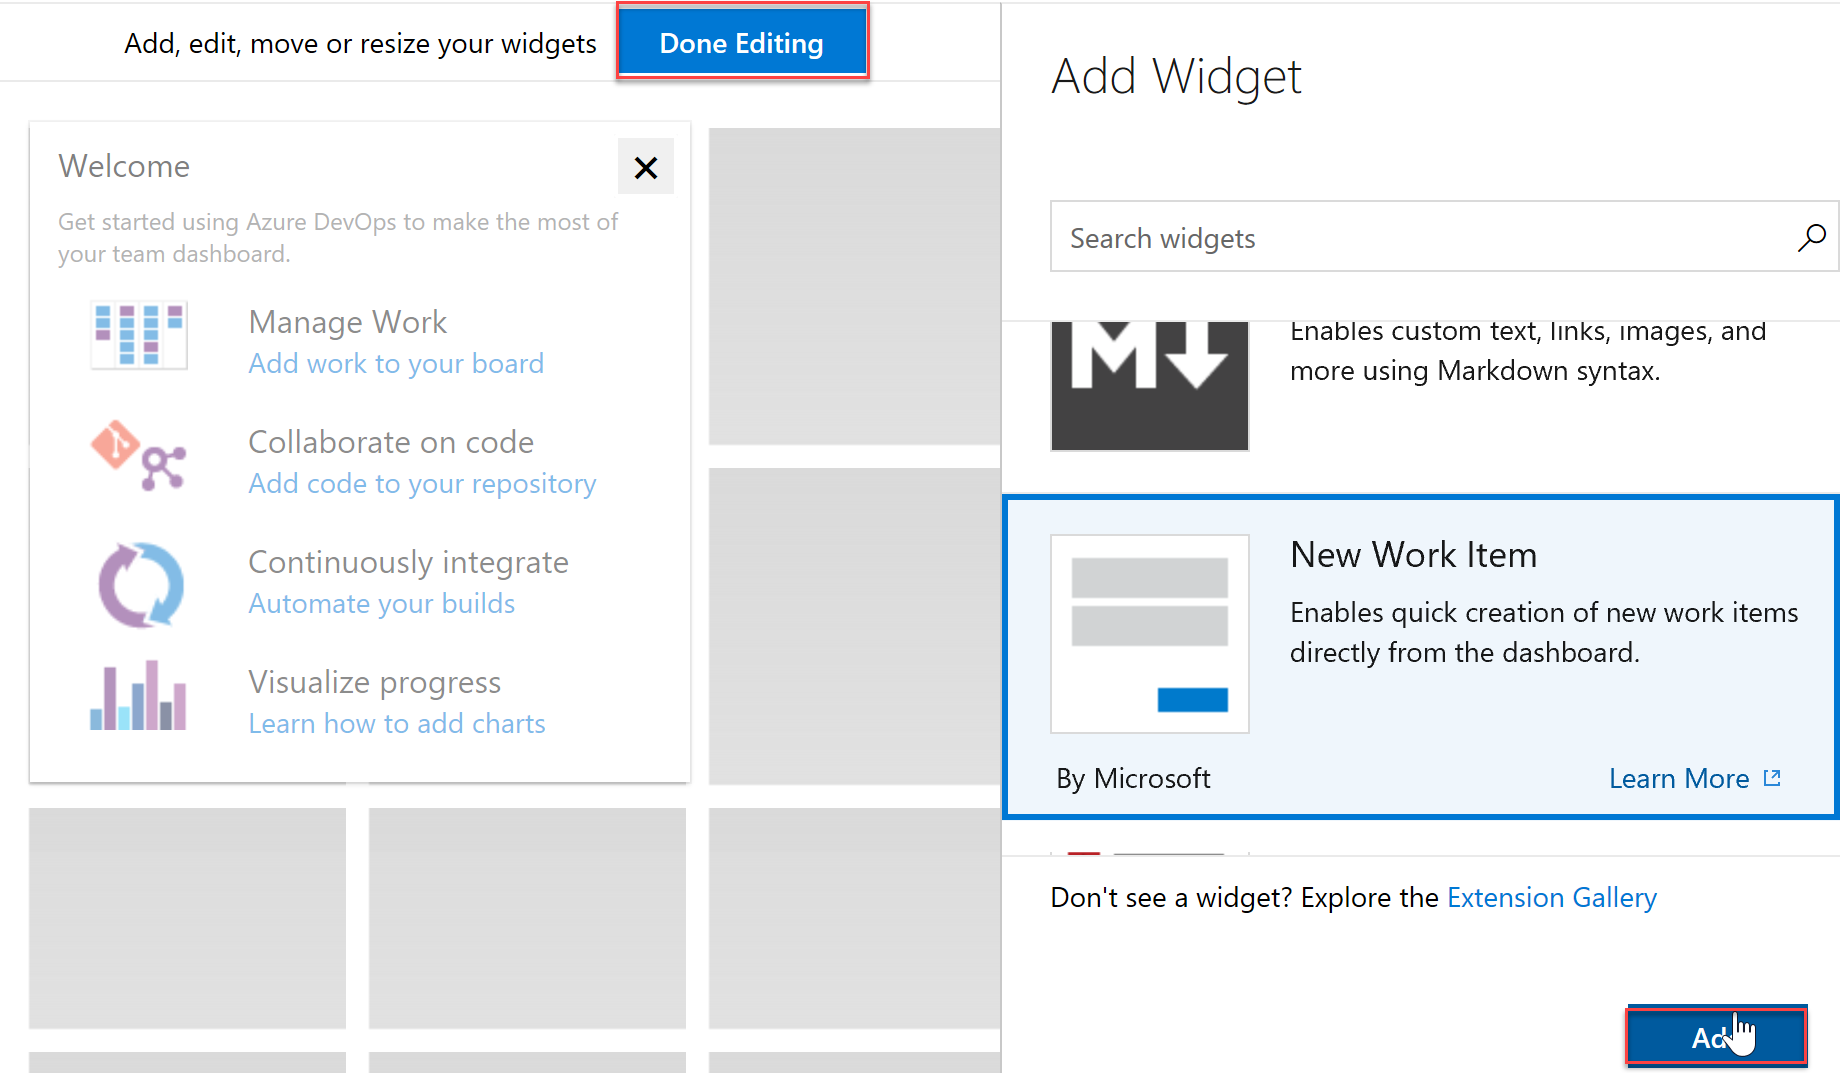 Add, edit, move or resize your widgets
Done Editing
Welcome
Get started using Azure DevOps to make the most of
your team dashboard.
Manage Work
Add work to your board
Collaborate on code
Add code to your repository
Continuously integrate
Automate your builds
Visualize progress
Learn how to add charts
Add Widget
Search widgets
M
Enables custom text, links, images, and
more using Markdown syntax.
New Work Item
Enables quick creation of new work items
directly from the dashboard.
By Microsoft
Learn More
Don't see a widget? Explore the Extension Gallery